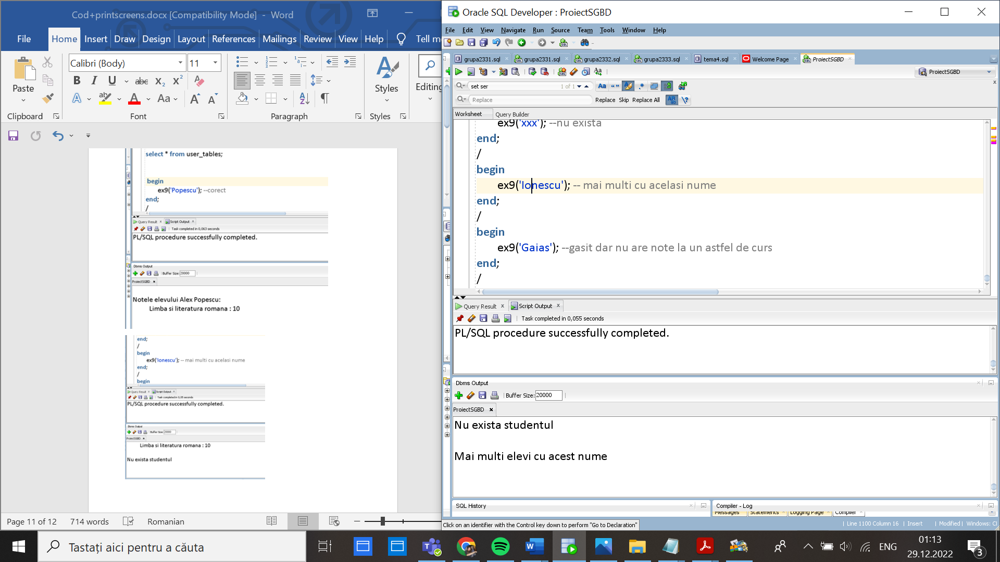 Cod+printscreens.docx [Compatibility Mode] - Word
File Home Insert Draw Design Layout References Mailings Review View Help Tell me
Calibri (Body) 11
Paste
Styles
Editing
Clipboard Font Paragraph Styles
select * from user_tables;
begin
ex9('Popescu'); --corect
end;
/
Query Result x Script Output x
Task completed in 0,063 seconds
PL/SQL procedure successfully completed.
Dbms Output
Buffer Size: 20000
ProiectSGBD x
Notele elevului Alex Popescu:
Limba si literatura romana : 10
end;
/
begin
ex9('Ionescu'); -- mai multi cu acelasi nume
end;
/
begin
Query Result x Script Output x
Task completed in 0,05 seconds
PL/SQL procedure successfully completed.
Dbms Output
Buffer Size: 20000
ProiectSGBD x
Limba si literatura romana : 10
Nu exista studentul
Page 11 of 12 714 words Romanian
Oracle SQL Developer : ProiectSGBD
File Edit View Navigate Run Source Team Tools Window Help
grupa2331.sql grupa2331.sql grupa2332.sql grupa2333.sql tema4.sql Welcome Page ProiectSGBD
ProiectSGBD
set ser 1 of 1
Replace Replace Skip Replace All
Worksheet Query Builder
ex9('xxx'); --nu exista
end;
/
begin
ex9('Ionescu'); -- mai multi cu acelasi nume
end;
/
begin
ex9('Gaias'); --gasit dar nu are note la un astfel de curs
end;
/
Query Result x Script Output x
Task completed in 0,055 seconds
PL/SQL procedure successfully completed.
Dbms Output
Buffer Size: 20000
ProiectSGBD x
Nu exista studentul
Mai multi elevi cu acest nume
SQL History Compiler - Log
Messages Statements Logging Page Compiler
Click on an identifier with the Control key down to perform "Go to Declaration"
Line 1100 Column 16 Insert Modified Windows: Cl
Tastați aici pentru a căuta
ENG
01:13
29.12.2022
3